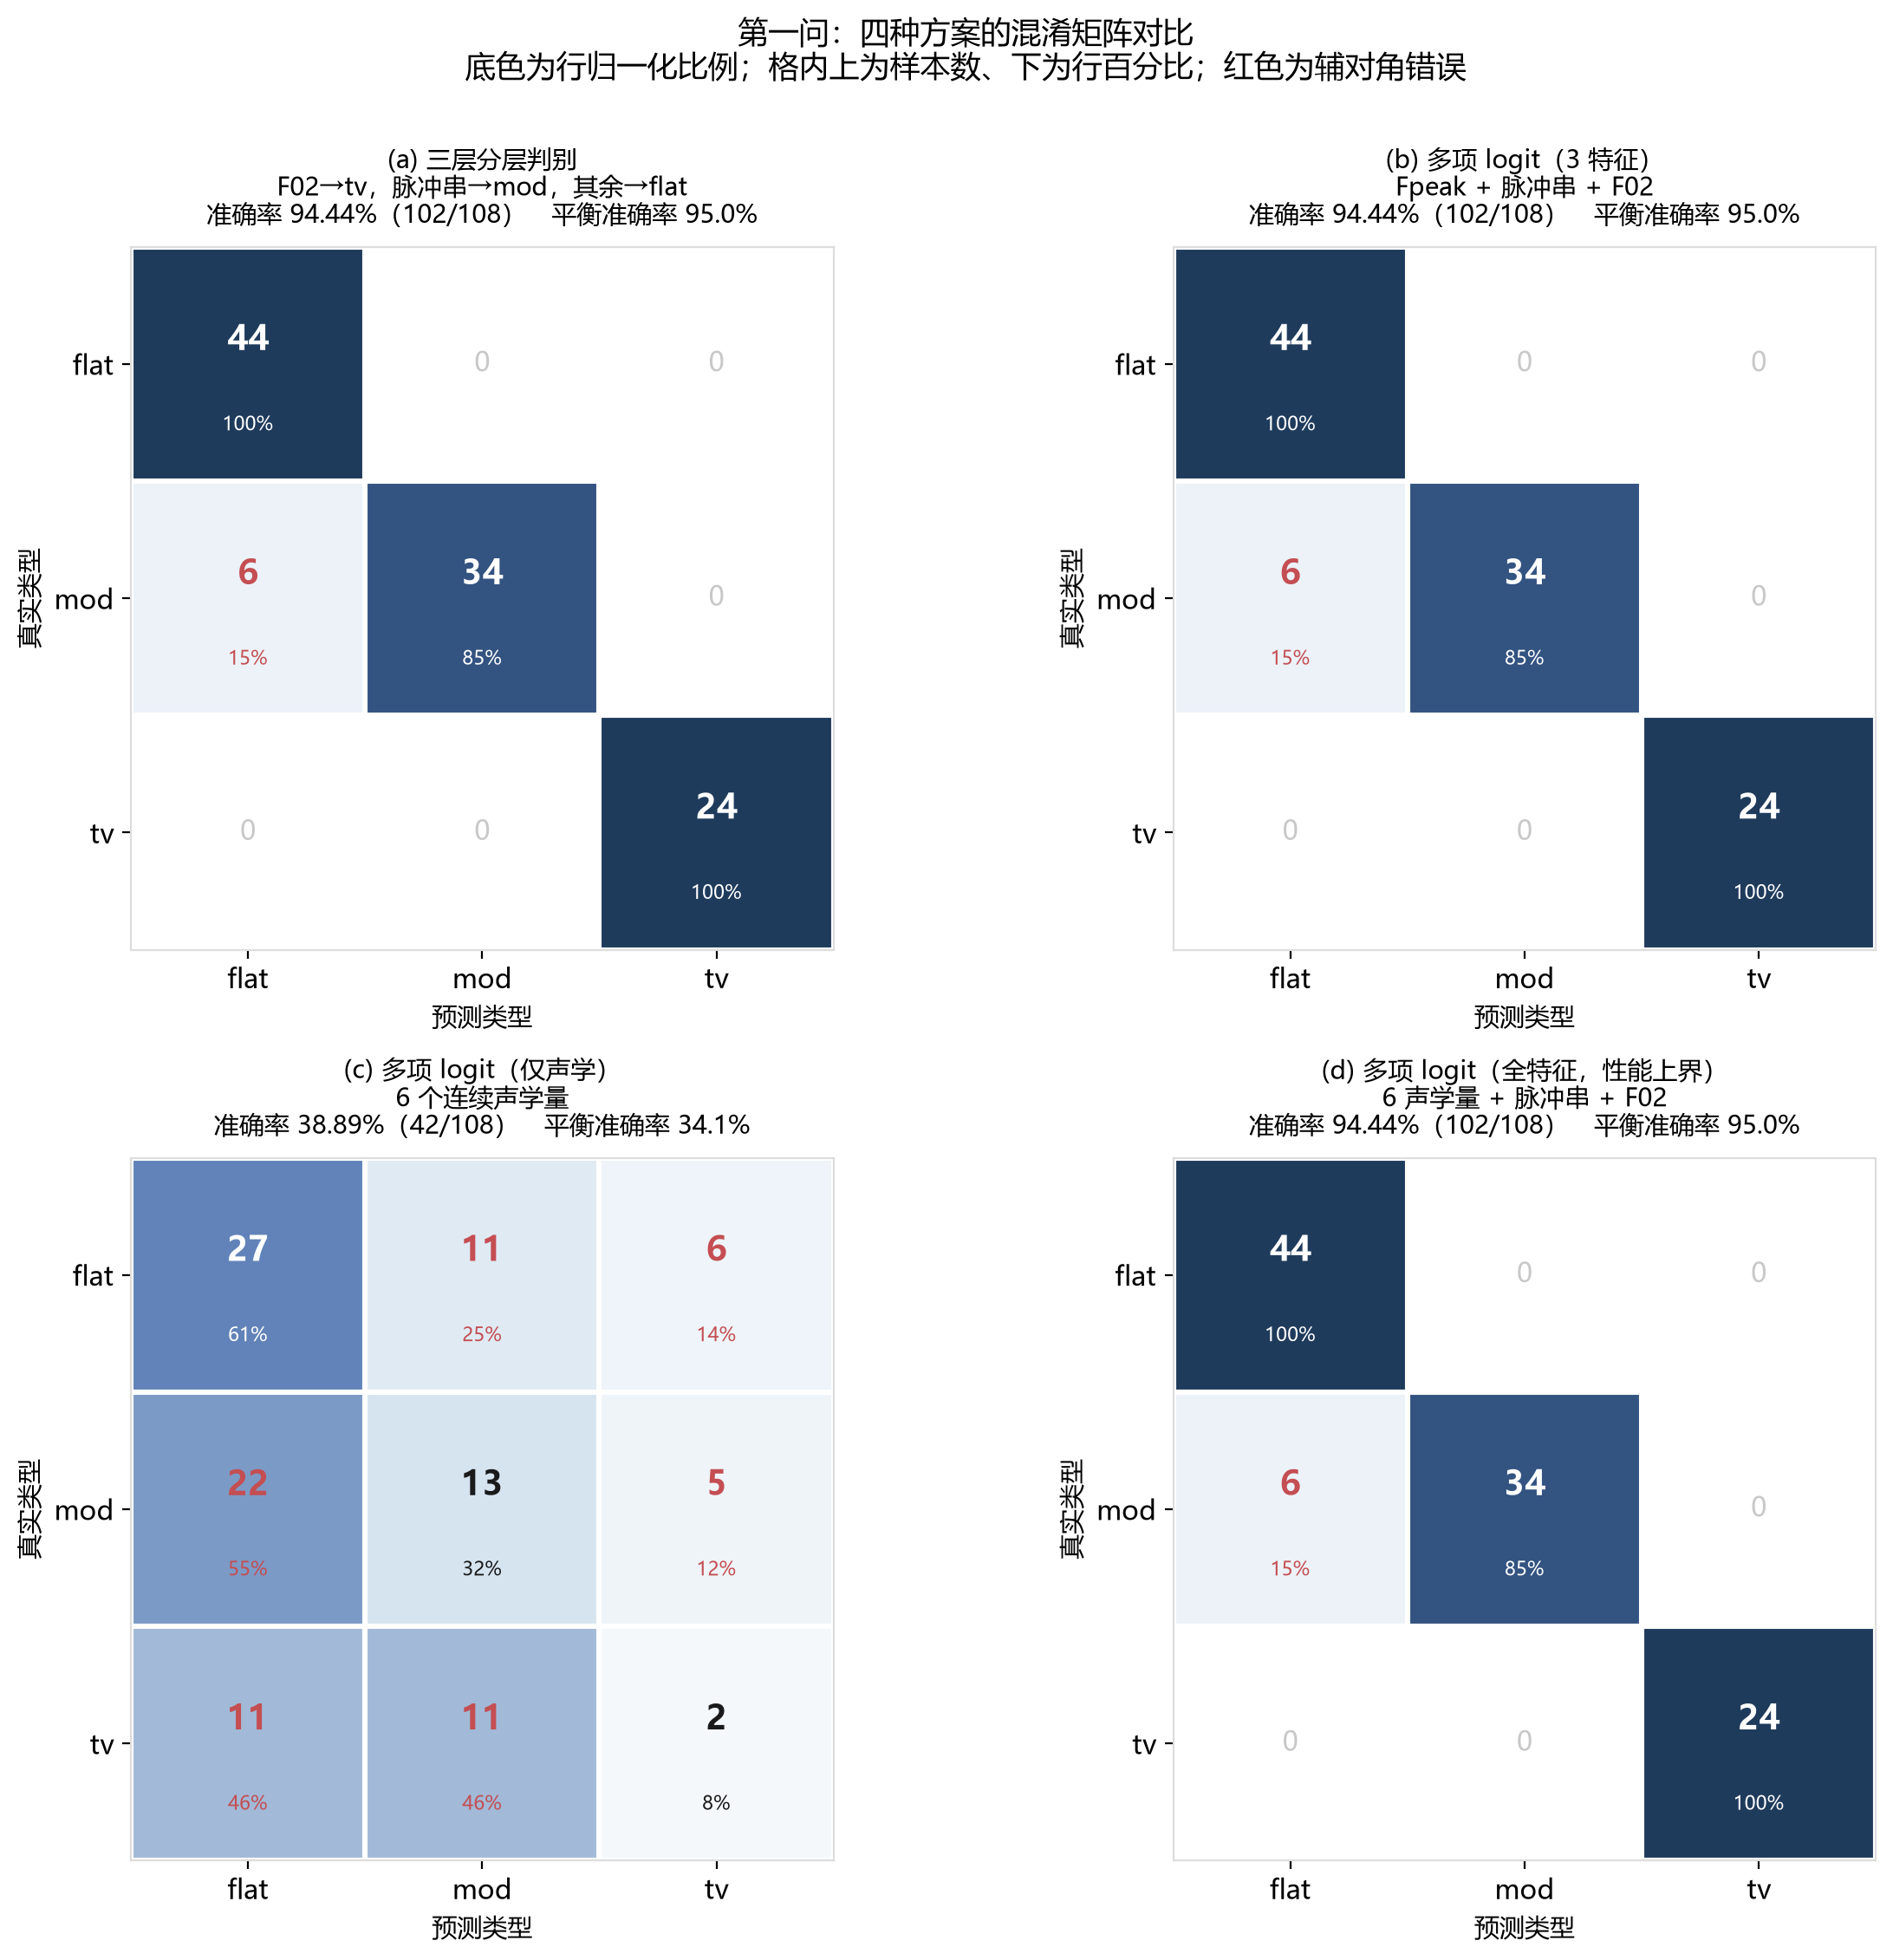 第一问：四种方案的混淆矩阵对比
底色为行归一化比例；格内上为样本数、下为行百分比；红色为辅对角错误
(a) 三层分层判别
F02→tv，脉冲串→mod，其余→flat
准确率 94.44%（102/108） 平衡准确率 95.0%
真实类型
flat
44
100%
0
0
mod
6
15%
34
85%
0
tv
0
0
24
100%
flat
mod
tv
预测类型
(b) 多项 logit（3 特征）
Fpeak + 脉冲串 + F02
准确率 94.44%（102/108） 平衡准确率 95.0%
真实类型
flat
44
100%
0
0
mod
6
15%
34
85%
0
tv
0
0
24
100%
flat
mod
tv
预测类型
(c) 多项 logit（仅声学）
6 个连续声学量
准确率 38.89%（42/108） 平衡准确率 34.1%
真实类型
flat
27
61%
11
25%
6
14%
mod
22
55%
13
32%
5
12%
tv
11
46%
11
46%
2
8%
flat
mod
tv
预测类型
(d) 多项 logit（全特征，性能上界）
6 声学量 + 脉冲串 + F02
准确率 94.44%（102/108） 平衡准确率 95.0%
真实类型
flat
44
100%
0
0
mod
6
15%
34
85%
0
tv
0
0
24
100%
flat
mod
tv
预测类型